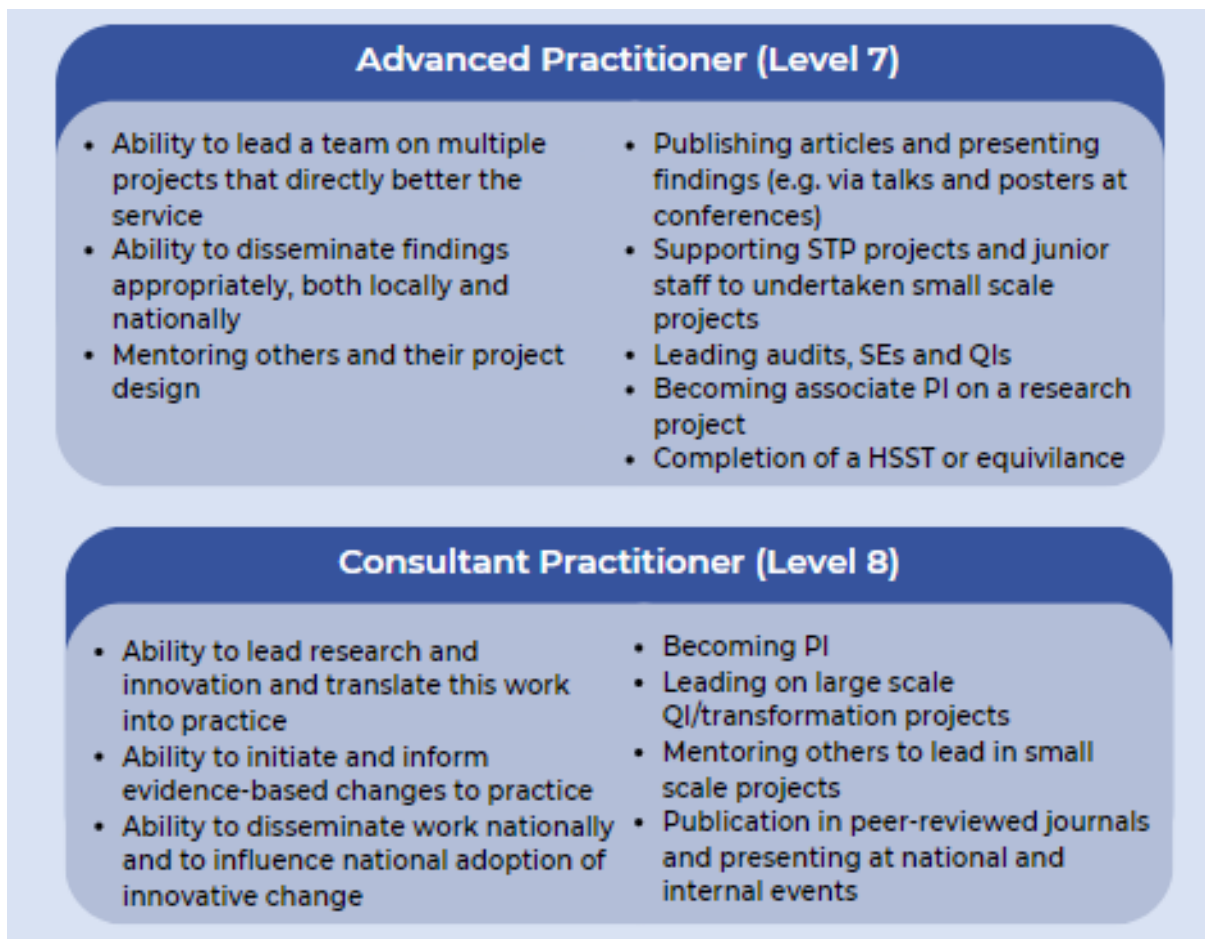 Advanced Practitioner (Level 7)
• Ability to lead a team on multiple
projects that directly better the
service
• Ability to disseminate findings
appropriately, both locally and
nationally
• Mentoring others and their project
design
• Publishing articles and presenting
findings (e.g. via talks and posters at
conferences)
• Supporting STP projects and junior
staff to undertaken small scale
projects
• Leading audits, SEs and QIs
• Becoming associate PI on a research
project
• Completion of a HSST or equivilance
Consultant Practitioner (Level 8)
• Ability to lead research and
innovation and translate this work
into practice
• Ability to initiate and inform
evidence-based changes to practice
• Ability to disseminate work nationally
and to influence national adoption of
innovative change
• Becoming PI
• Leading on large scale
QI/transformation projects
• Mentoring others to lead in small
scale projects
• Publication in peer-reviewed journals
and presenting at national and
internal events